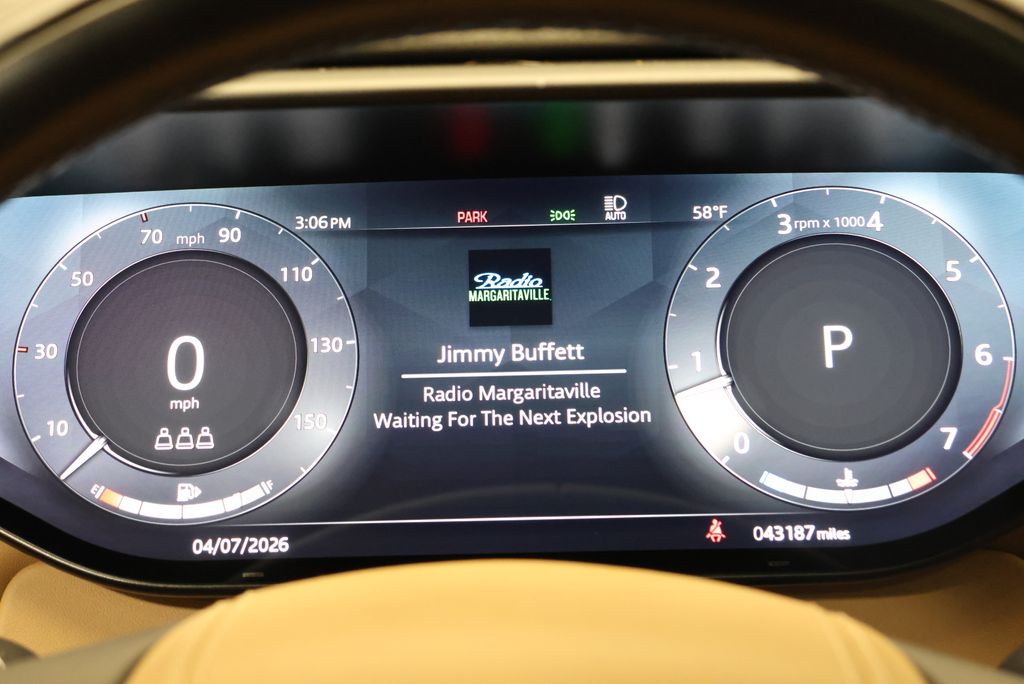 3:06 PM
PARK
AUTO
58°F
10
30
50
70
mph
90
110
130
150
0
mph
E
F
Radio
MARGARITAVILLE
Jimmy Buffett
Radio Margaritaville
Waiting For The Next Explosion
0
1
2
3
rpm x 1000
4
5
6
7
P
04/07/2026
043187 miles